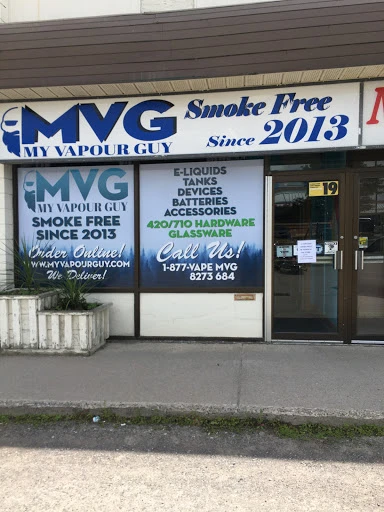 MVG
MY VAPOUR GUY
Smoke Free
Since 2013
M
MVG
MY VAPOUR GUY
SMOKE FREE
SINCE 2013
Order Online!
WWW.MYVAPOURGUY.COM
We Deliver!
E-LIQUIDS
TANKS
DEVICES
BATTERIES
ACCESSORIES
420/710 HARDWARE
GLASSWARE
Call Us!
1-877-VAPE MVG
8273 684
19